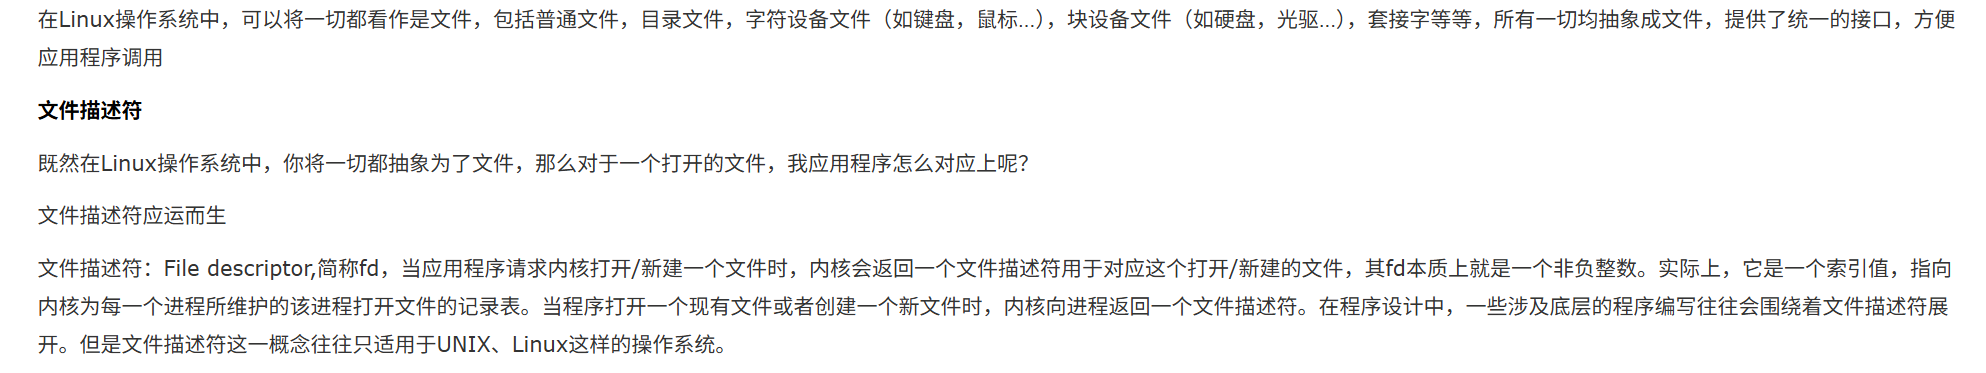 在Linux操作系统中，可以将一切都看作是文件，包括普通文件，目录文件，字符设备文件（如键盘，鼠标...），块设备文件（如硬盘，光驱...），套接字等等，所有一切均抽象成文件，提供了统一的接口，方便
应用程序调用
文件描述符
既然在Linux操作系统中，你将一切都抽象为了文件，那么对于一个打开的文件，我应用程序怎么对应上呢？
文件描述符应运而生
文件描述符：File descriptor,简称fd，当应用程序请求内核打开/新建一个文件时，内核会返回一个文件描述符用于对应这个打开/新建的文件，其fd本质上就是一个非负整数。实际上，它是一个索引值，指向
内核为每一个进程所维护的该进程打开文件的记录表。当程序打开一个现有文件或者创建一个新文件时，内核向进程返回一个文件描述符。在程序设计中，一些涉及底层的程序编写往往会围绕着文件描述符展
开。但是文件描述符这一概念往往只适用于UNIX、Linux这样的操作系统。